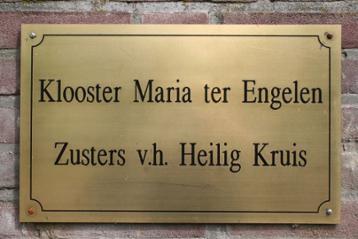 Klooster Maria ter Engelen
Zusters v.h. Heilig Kruis